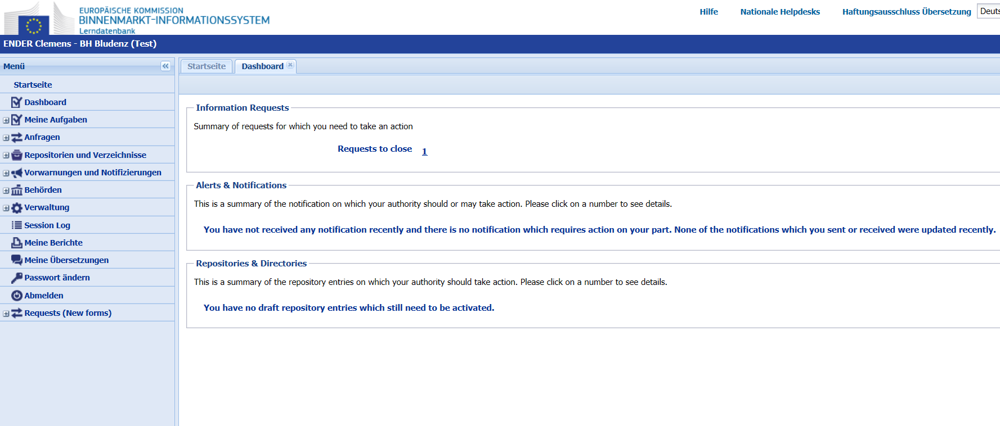 EUROPÄISCHE KOMMISSION
BINNENMARKT-INFORMATIONSSYSTEM
Lerndatenbank
Hilfe Nationale Helpdesks Haftungsausschluss Übersetzung
ENDER Clemens - BH Bludenz (Test)
Menü
Startseite
Dashboard
Meine Aufgaben
Anfragen
Repositorien und Verzeichnisse
Vorwarnungen und Notifizierungen
Behörden
Verwaltung
Session Log
Meine Berichte
Meine Übersetzungen
Passwort ändern
Abmelden
Requests (New forms)
Startseite Dashboard
Information Requests
Summary of requests for which you need to take an action
Requests to close 1
Alerts & Notifications
This is a summary of the notification on which your authority should or may take action. Please click on a number to see details.
You have not received any notification recently and there is no notification which requires action on your part. None of the notifications which you sent or received were updated recently.
Repositories & Directories
This is a summary of the repository entries on which your authority should take action. Please click on a number to see details.
You have no draft repository entries which still need to be activated.